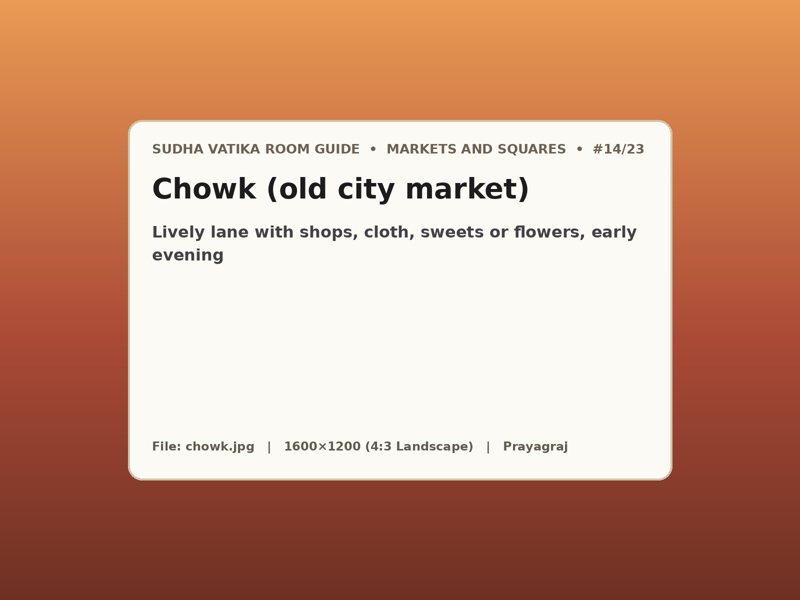 SUDHA VATIKA ROOM GUIDE • MARKETS AND SQUARES • #14/23
Chowk (old city market)
Lively lane with shops, cloth, sweets or flowers, early
evening
File: chowk.jpg | 1600×1200 (4:3 Landscape) | Prayagraj